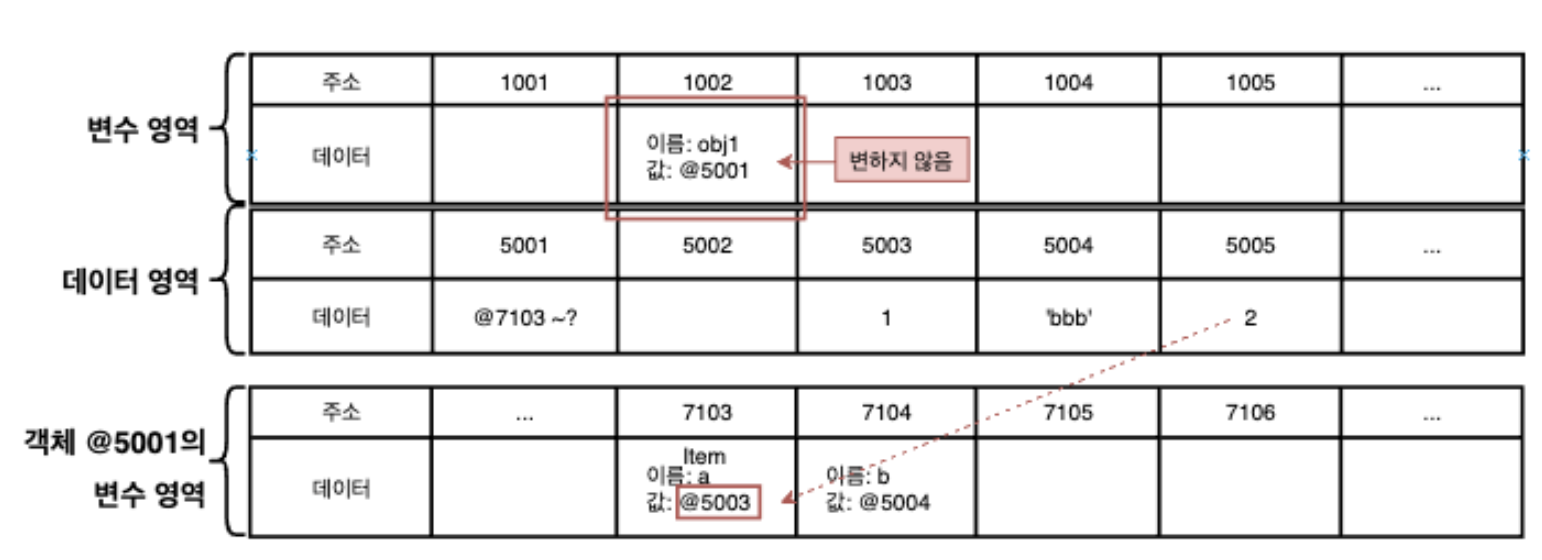 주소 1001 1002 1003 1004 1005 ...
변수 영역
데이터
이름: obj1
값: @5001
변하지 않음
주소 5001 5002 5003 5004 5005 ...
데이터 영역
데이터 @7103 ~? 1 'bbb' 2
주소 ... 7103 7104 7105 7106 ...
객체 @5001의
변수 영역
데이터
Item
이름: a
값: @5003
이름: b
값: @5004